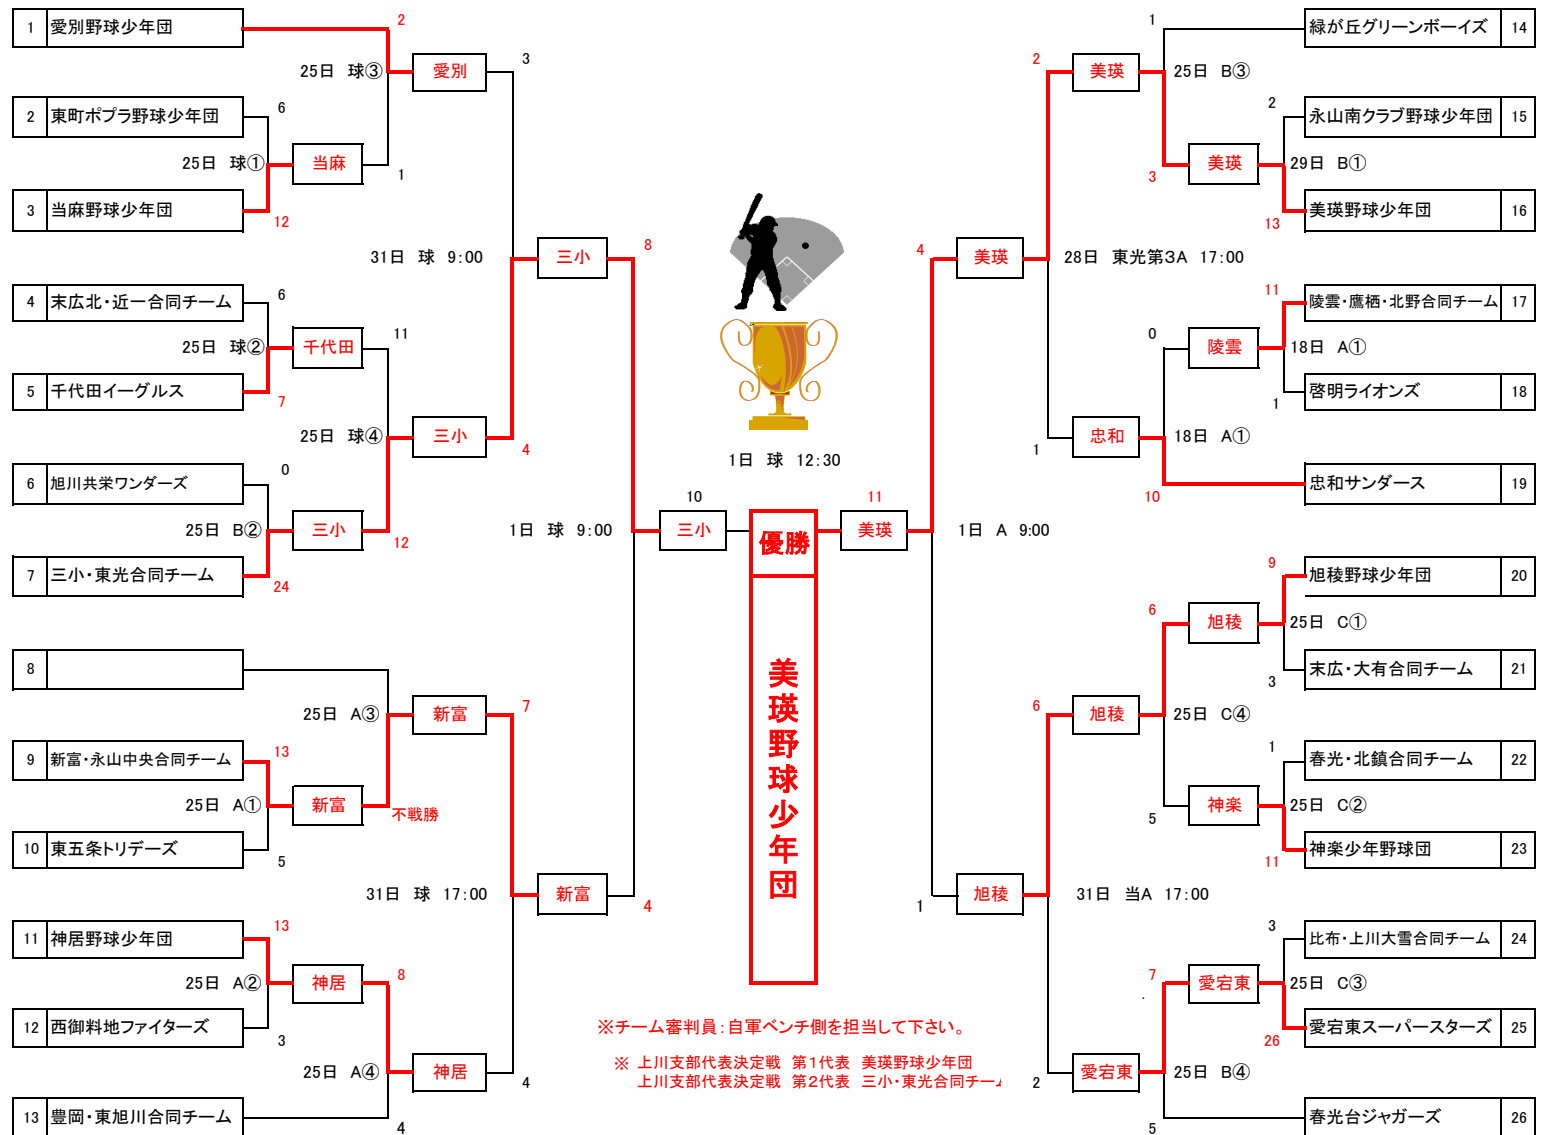 1 愛別野球少年団
2
25日 球③
愛別
3
2 東町ポプラ野球少年団
6
25日 球①
当麻
1
3 当麻野球少年団
12
31日 球 9:00
三小
8
4 末広北・近一合同チーム
6
25日 球②
千代田
11
5 千代田イーグルス
7
25日 球④
三小
4
6 旭川共栄ワンダーズ
0
25日 B②
三小
12
7 三小・東光合同チーム
24
1日 球 9:00
三小
10
8
25日 A③
新富
7
9 新富・永山中央合同チーム
13
25日 A①
新富
不戦勝
10 東五条トリデーズ
5
31日 球 17:00
新富
4
11 神居野球少年団
13
25日 A②
神居
8
12 西御料地ファイターズ
3
25日 A④
神居
4
13 豊岡・東旭川合同チーム
4
1日 球 12:30
優勝
美瑛野球少年団
※チーム審判員:自軍ベンチ側を担当して下さい。
※ 上川支部代表決定戦 第1代表 美瑛野球少年団
上川支部代表決定戦 第2代表 三小・東光合同チー
1
緑が丘グリーンボーイズ 14
2
美瑛
25日 B③
2
永山南クラブ野球少年団 15
美瑛
29日 B①
3
13
美瑛野球少年団 16
4
美瑛
28日 東光第3A 17:00
11
陵雲・鷹栖・北野合同チーム 17
0
陵雲
18日 A①
1
啓明ライオンズ 18
忠和
18日 A①
1
10
忠和サンダース 19
11
美瑛
1日 A 9:00
9
旭稜野球少年団 20
6
旭稜
25日 C①
3
末広・大有合同チーム 21
6
旭稜
25日 C④
1
春光・北鎮合同チーム 22
5
神楽
25日 C②
11
神楽少年野球団 23
1
旭稜
31日 当A 17:00
3
比布・上川大雪合同チーム 24
7
愛宕東
25日 C③
26
愛宕東スーパースターズ 25
2
愛宕東
25日 B④
5
春光台ジャガーズ 26